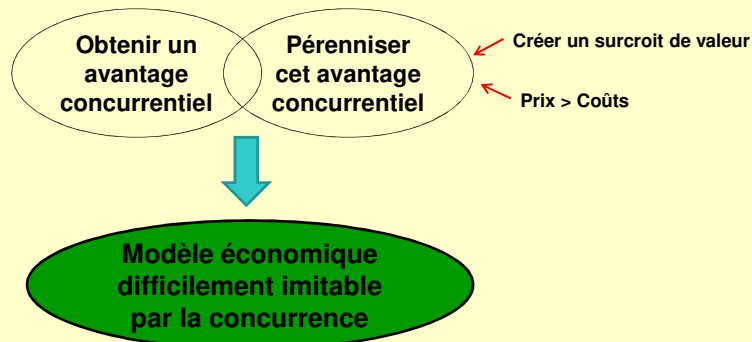 Obtenir un
avantage
concurrentiel
Pérenniser
cet avantage
concurrentiel
Créer un surcroit de valeur
Prix > Coûts
Modèle économique
difficilement imitable
par la concurrence